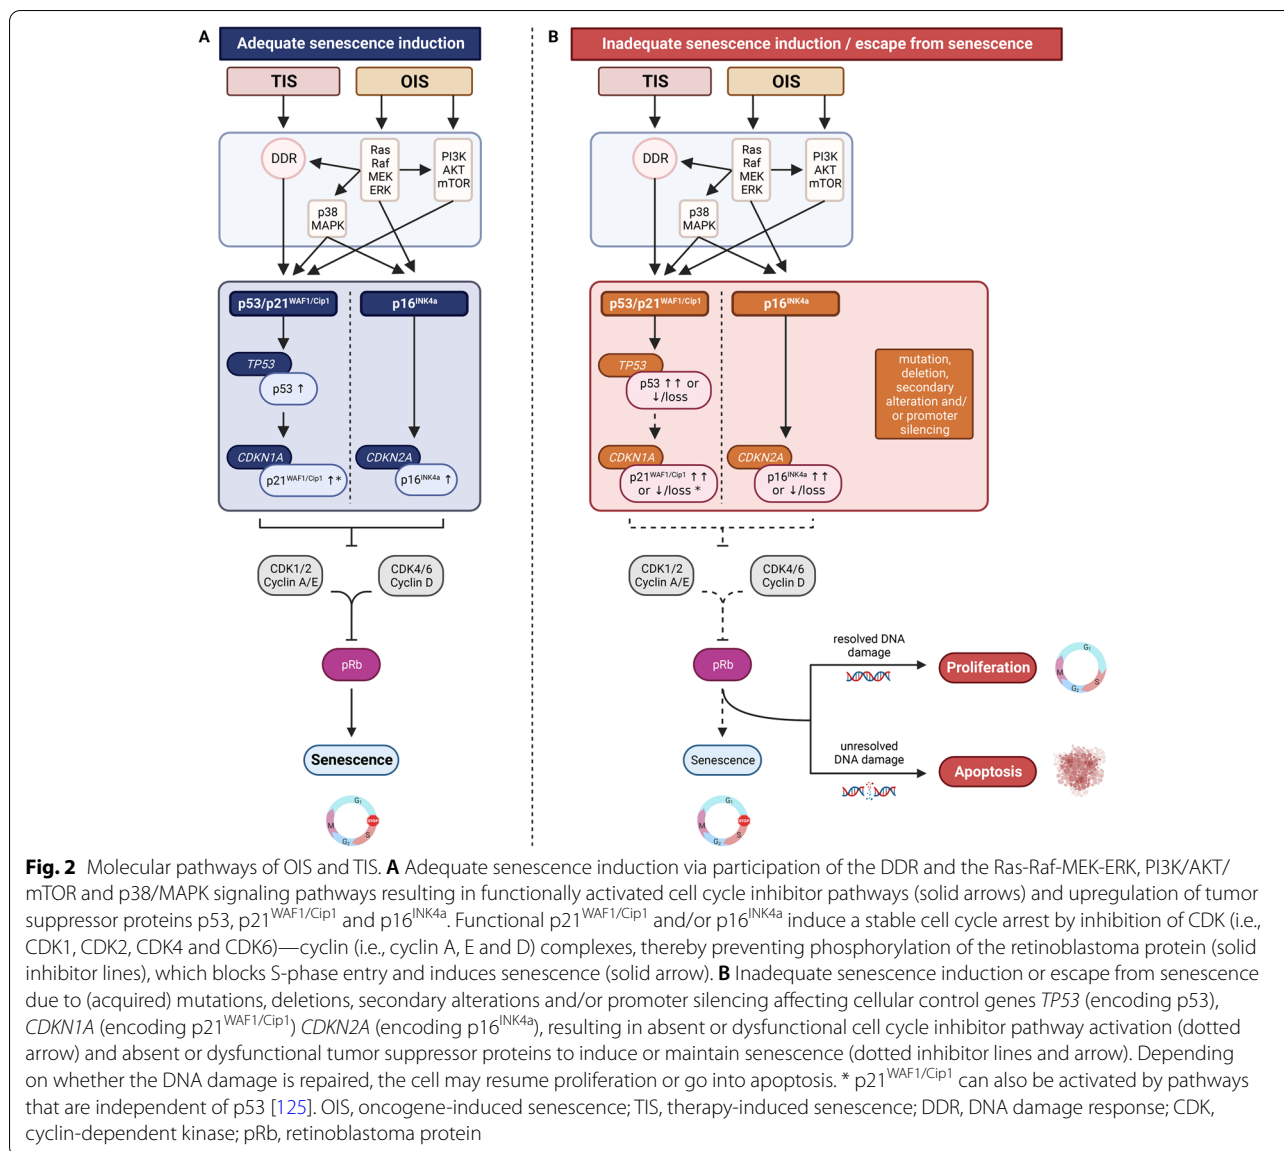 A
Adequate senescence induction
TIS
OIS
DDR
Ras
Raf
MEK
ERK
PI3K
AKT
mTOR
p38
MAPK
p53/p21WAF1/Cip1
p16INK4a
TP53
p53 ↑
CDKN1A
p21WAF1/Cip1 ↑*
CDKN2A
p16INK4a ↑
CDK1/2
Cyclin A/E
CDK4/6
Cyclin D
pRb
Senescence
G1
STOP
S
G2
M
B
Inadequate senescence induction / escape from senescence
TIS
OIS
DDR
Ras
Raf
MEK
ERK
PI3K
AKT
mTOR
p38
MAPK
p53/p21WAF1/Cip1
p16INK4a
TP53
p53 ↑↑ or
↓/loss
CDKN1A
p21WAF1/Cip1 ↑↑
or ↓/loss *
CDKN2A
p16INK4a ↑↑
or ↓/loss
mutation,
deletion,
secondary
alteration and/
or promoter
silencing
CDK1/2
Cyclin A/E
CDK4/6
Cyclin D
pRb
resolved DNA
damage
Proliferation
G1
S
G2
M
unresolved
DNA damage
Apoptosis
Senescence
G1
STOP
S
G2
M
Fig. 2 Molecular pathways of OIS and TIS. A Adequate senescence induction via participation of the DDR and the Ras-Raf-MEK-ERK, PI3K/AKT/
mTOR and p38/MAPK signaling pathways resulting in functionally activated cell cycle inhibitor pathways (solid arrows) and upregulation of tumor
suppressor proteins p53, p21WAF1/Cip1 and p16INK4a. Functional p21WAF1/Cip1 and/or p16INK4a induce a stable cell cycle arrest by inhibition of CDK (i.e.,
CDK1, CDK2, CDK4 and CDK6)—cyclin (i.e., cyclin A, E and D) complexes, thereby preventing phosphorylation of the retinoblastoma protein (solid
inhibitor lines), which blocks S-phase entry and induces senescence (solid arrow). B Inadequate senescence induction or escape from senescence
due to (acquired) mutations, deletions, secondary alterations and/or promoter silencing affecting cellular control genes TP53 (encoding p53),
CDKN1A (encoding p21WAF1/Cip1) CDKN2A (encoding p16INK4a), resulting in absent or dysfunctional cell cycle inhibitor pathway activation (dotted
arrow) and absent or dysfunctional tumor suppressor proteins to induce or maintain senescence (dotted inhibitor lines and arrow). Depending
on whether the DNA damage is repaired, the cell may resume proliferation or go into apoptosis. * p21WAF1/Cip1 can also be activated by pathways
that are independent of p53 [125]. OIS, oncogene-induced senescence; TIS, therapy-induced senescence; DDR, DNA damage response; CDK,
cyclin-dependent kinase; pRb, retinoblastoma protein